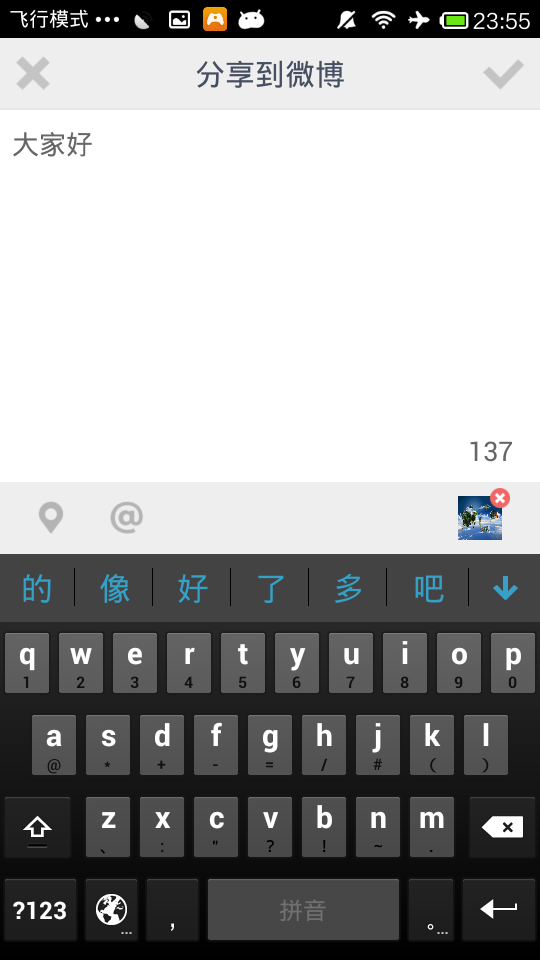 飞行模式 ••• 23:55
分享到微博
大家好
137
@
的 像 好 了 多 吧
q w e r t y u i o p
1 2 3 4 5 6 7 8 9 0
a s d f g h j k l
@ * + - = / # ( )
z x c v b n m
、 : " ? ! ~ .
?123 , 拼音 。